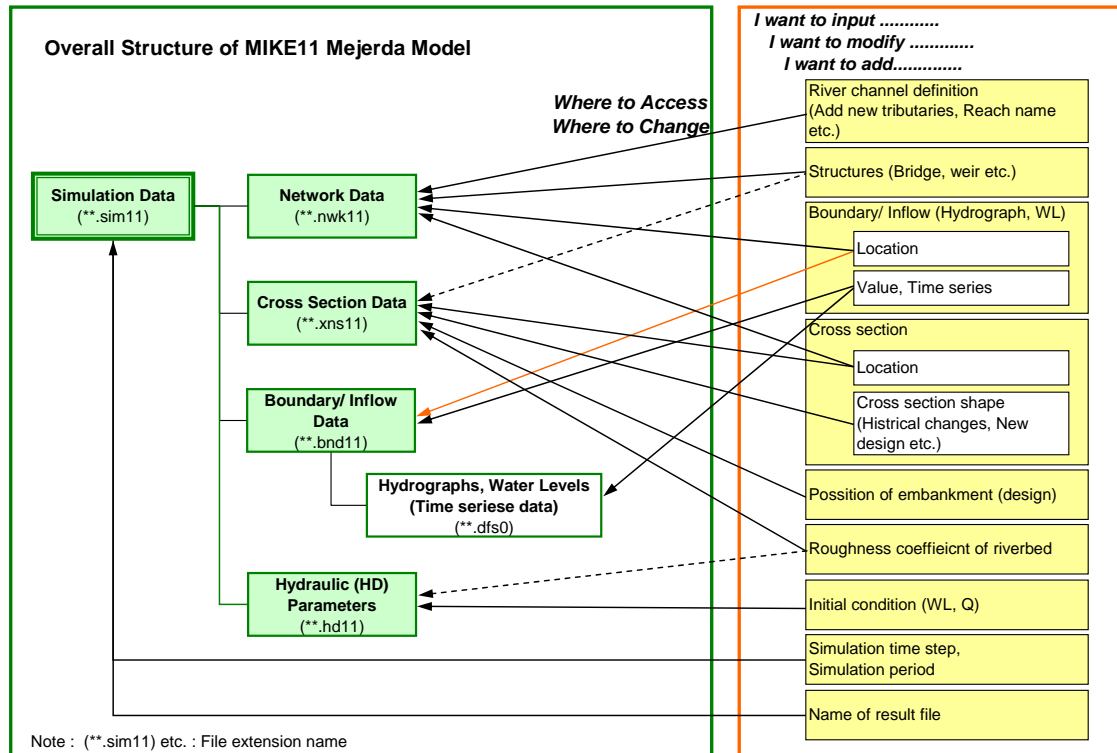 Overall Structure of MIKE11 Mejerda Model
Where to Access
Where to Change
Simulation Data
(**.sim11)
Network Data
(**.nwk11)
Cross Section Data
(**.xns11)
Boundary/ Inflow
Data
(**.bnd11)
Hydrographs, Water Levels
(Time seriese data)
(**.dfs0)
Hydraulic (HD)
Parameters
(**.hd11)
Note : (**.sim11) etc. : File extension name
I want to input ............
I want to modify .............
I want to add..............
River channel definition
(Add new tributaries, Reach name
etc.)
Structures (Bridge, weir etc.)
Boundary/ Inflow (Hydrograph, WL)
Location
Value, Time series
Cross section
Location
Cross section shape
(Histrical changes, New
design etc.)
Possition of embankment (design)
Roughness coeffieicnt of riverbed
Initial condition (WL, Q)
Simulation time step,
Simulation period
Name of result file